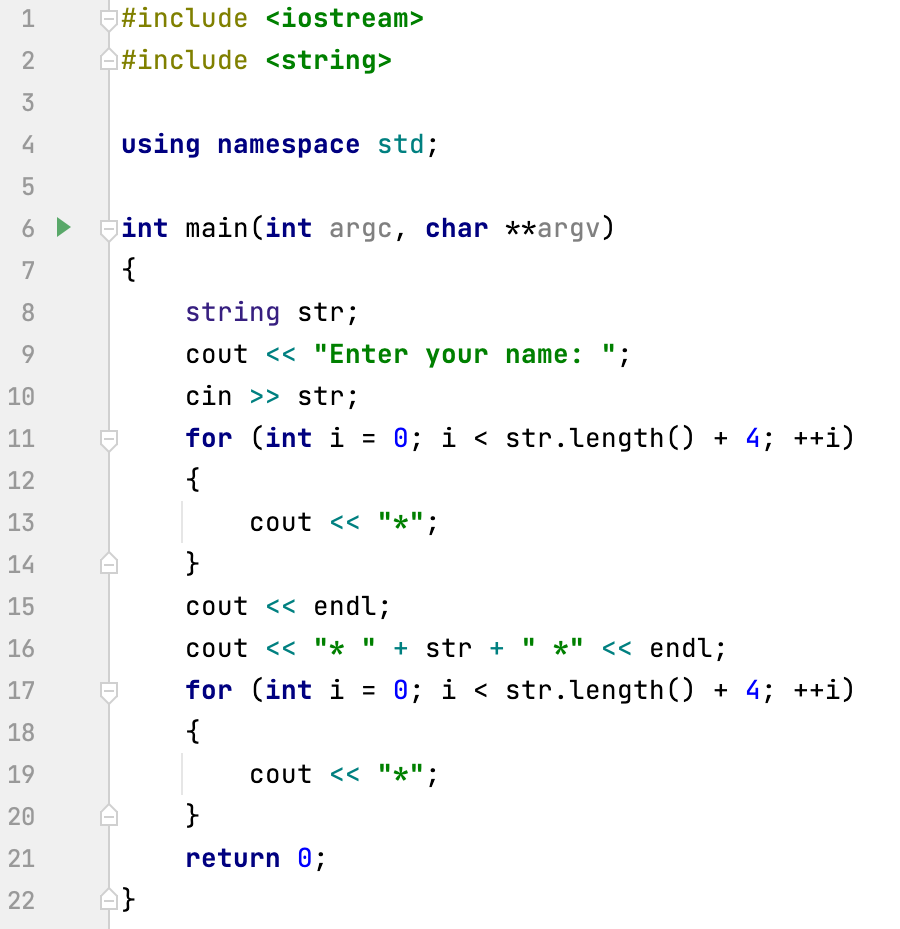 1 #include <iostream>
2 #include <string>
3
4 using namespace std;
5
6 int main(int argc, char **argv)
7 {
8     string str;
9     cout << "Enter your name: ";
10     cin >> str;
11     for (int i = 0; i < str.length() + 4; ++i)
12     {
13         cout << "*";
14     }
15     cout << endl;
16     cout << "* " + str + " *" << endl;
17     for (int i = 0; i < str.length() + 4; ++i)
18     {
19         cout << "*";
20     }
21     return 0;
22 }